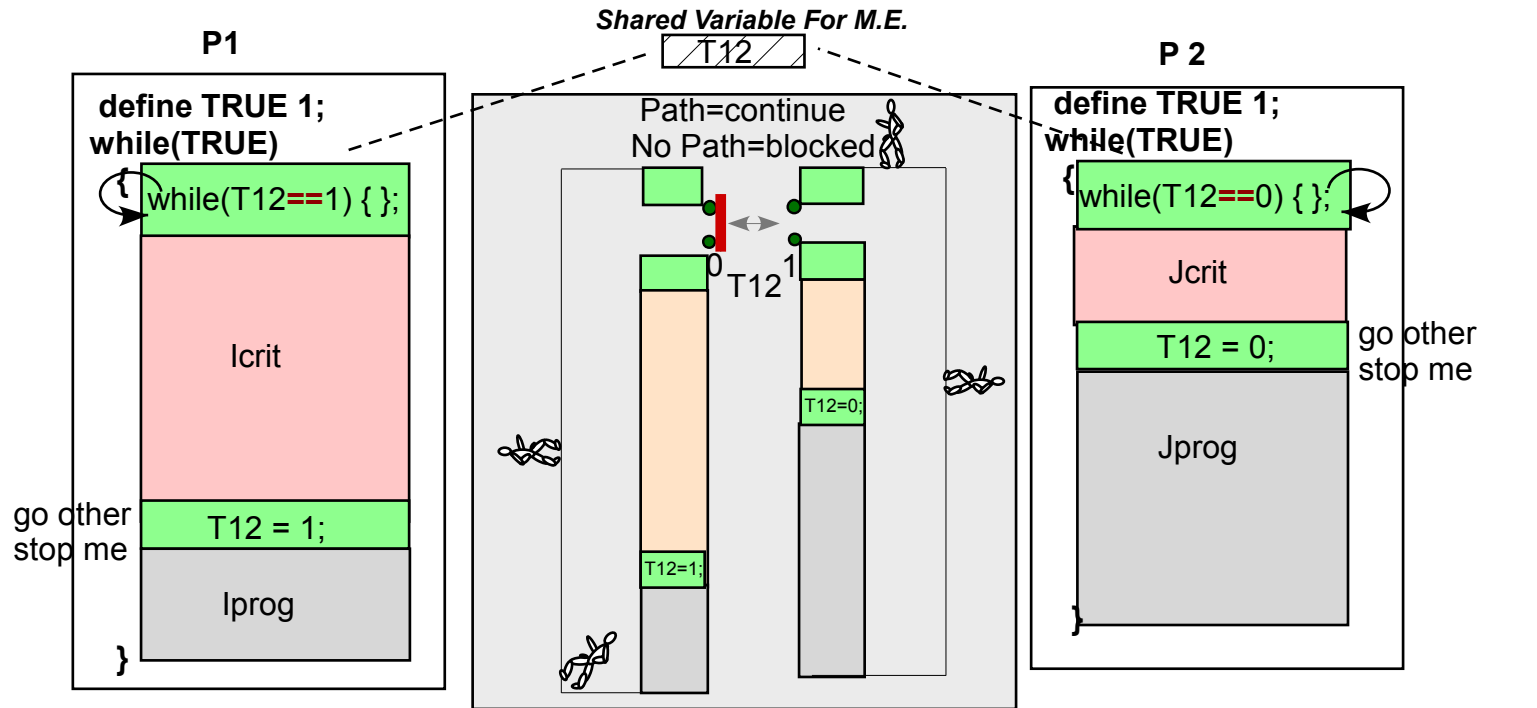 Shared Variable For M.E.
T12
P1
define TRUE 1;
while(TRUE)
{
while(T12==1) { };
Icrit
go other
stop me
T12 = 1;
Iprog
}
Path=continue
No Path=blocked
0
T12
1
T12=0;
T12=1;
P 2
define TRUE 1;
while(TRUE)
{
while(T12==0) { };
Jcrit
T12 = 0;
go other
stop me
Jprog
}